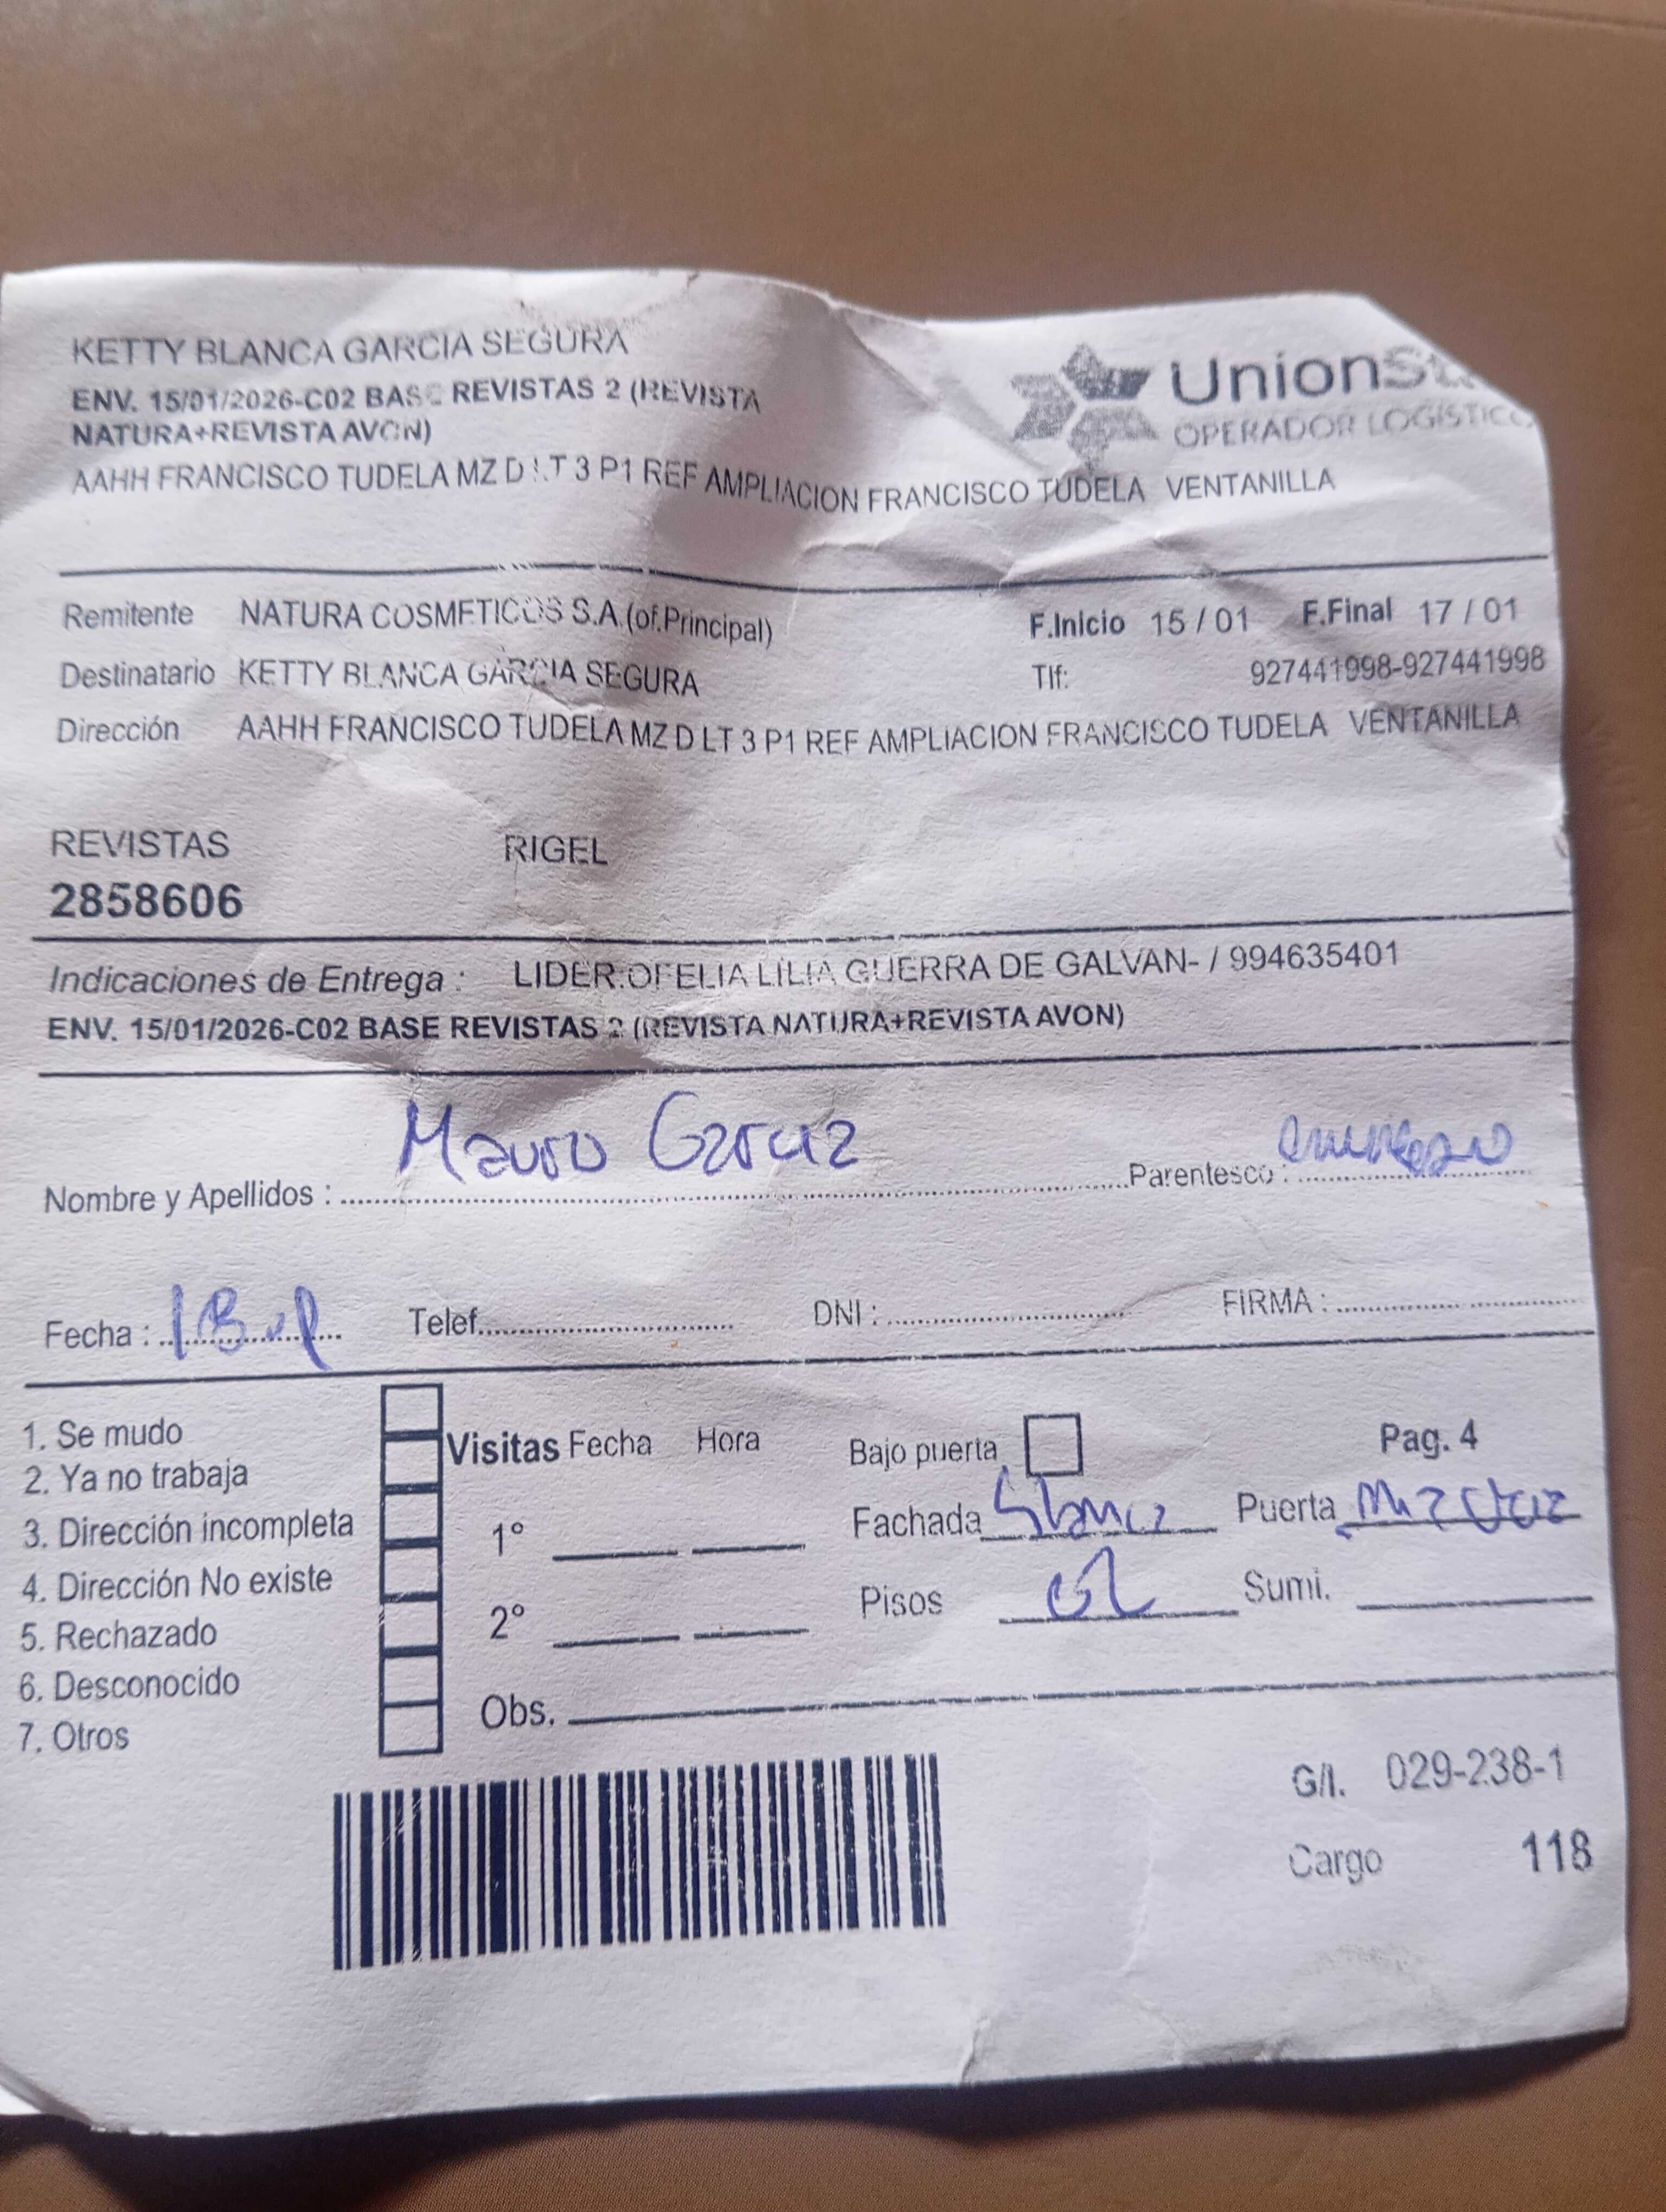 KETTY BLANCA GARCIA SEGURA
ENV. 15/01/2026-C02 BASE REVISTAS 2 (REVISTA
NATURA+REVISTA AVON)
UnionSt
OPERADOR LOGÍSTICO
AAHH FRANCISCO TUDELA MZ D LT 3 P1 REF AMPLIACION FRANCISCO TUDELA VENTANILLA
Remitente NATURA COSMETICOS S.A.(of.Principal) F.Inicio 15 / 01 F.Final 17 / 01
Destinatario KETTY BLANCA GARCIA SEGURA Tlf: 927441998-927441998
Dirección AAHH FRANCISCO TUDELA MZ D LT 3 P1 REF AMPLIACION FRANCISCO TUDELA VENTANILLA
REVISTAS RIGEL
2858606
Indicaciones de Entrega : LIDER:OFELIA LILIA GUERRA DE GALVAN- / 994635401
ENV. 15/01/2026-C02 BASE REVISTAS 2 (REVISTA NATURA+REVISTA AVON)
Nombre y Apellidos : Mauro Garcia Parentesco :
Fecha : Telef. DNI : FIRMA :
1. Se mudo
2. Ya no trabaja
3. Dirección incompleta
4. Dirección No existe
5. Rechazado
6. Desconocido
7. Otros
Visitas Fecha Hora
1°
2°
Obs.
Bajo puerta Pag. 4
Fachada Puerta
Pisos Sumi.
G/I. 029-238-1
Cargo 118